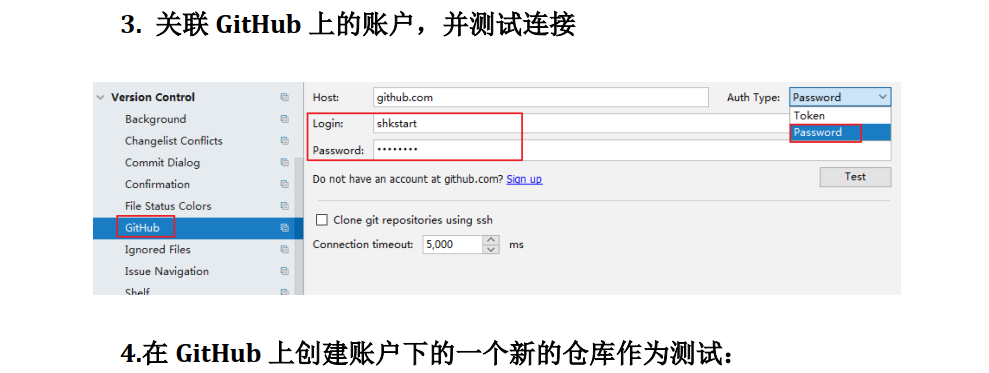 3. 关联 GitHub 上的账户，并测试连接
Version Control
Background
Changelist Conflicts
Commit Dialog
Confirmation
File Status Colors
GitHub
Ignored Files
Issue Navigation
Shelf
Host: github.com Auth Type: Password
Token
Password
Login: shkstart
Password: ••••••••
Do not have an account at github.com? Sign up
Test
Clone git repositories using ssh
Connection timeout: 5,000 ms
4.在 GitHub 上创建账户下的一个新的仓库作为测试：